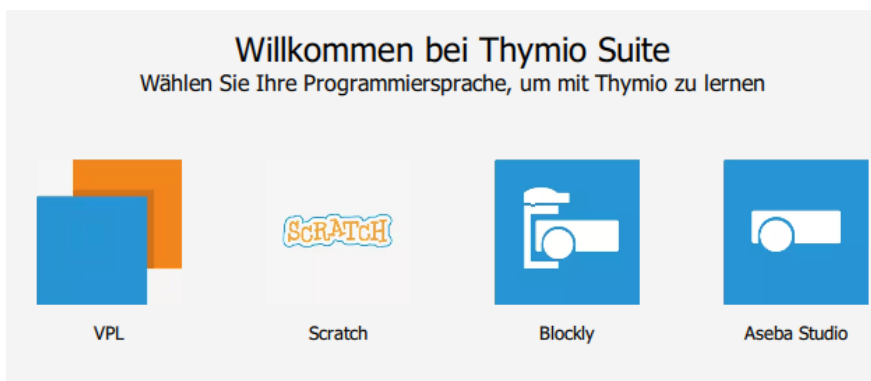 Willkommen bei Thymio Suite
Wählen Sie Ihre Programmiersprache, um mit Thymio zu lernen
SCRATCH
VPL
Scratch
Blockly
Aseba Studio